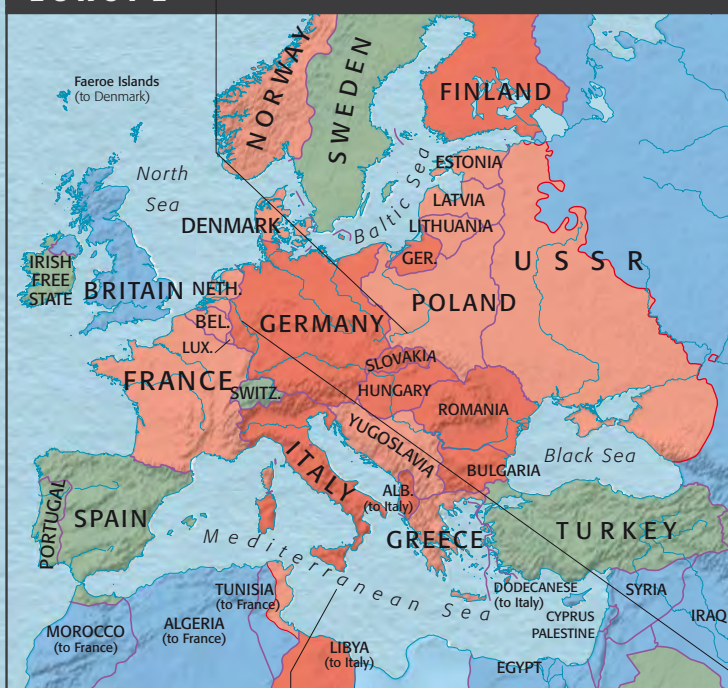 EUROPE
Faeroe Islands
(to Denmark)
NORWAY
SWEDEN
FINLAND
North
Sea
Baltic Sea
ESTONIA
LATVIA
LITHUANIA
DENMARK
GER.
USSR
IRISH
FREE
STATE
BRITAIN
NETH.
BEL.
LUX.
GERMANY
POLAND
SLOVAKIA
FRANCE
SWITZ.
HUNGARY
ROMANIA
YUGOSLAVIA
ITALY
BULGARIA
Black Sea
ALB.
(to Italy)
PORTUGAL
SPAIN
GREECE
TURKEY
Mediterranean Sea
DODECANESE
(to Italy)
CYPRUS
PALESTINE
SYRIA
IRAQ
TUNISIA
(to France)
ALGERIA
(to France)
MOROCCO
(to France)
LIBYA
(to Italy)
EGYPT